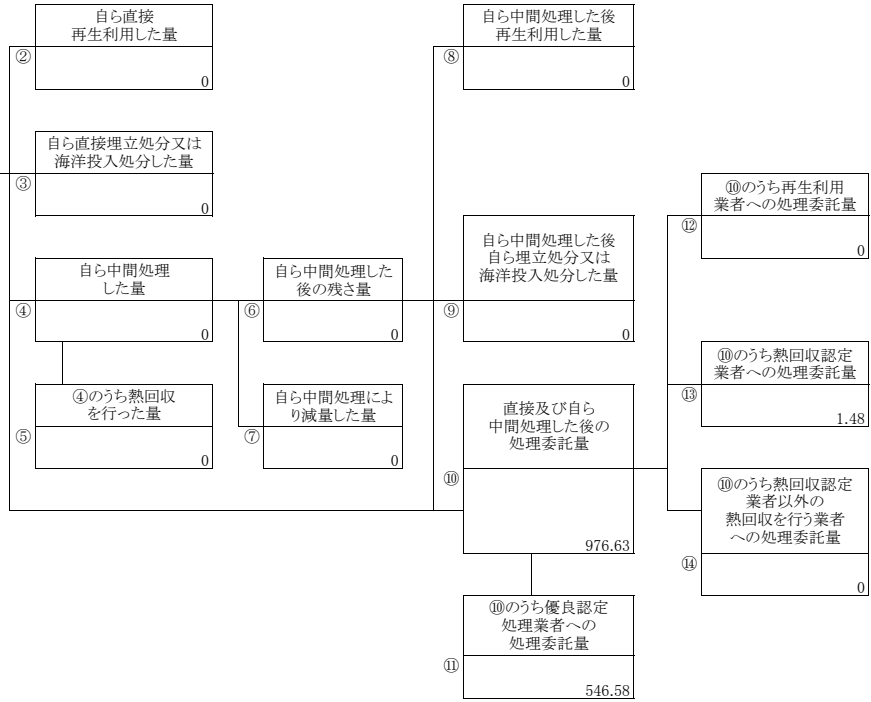 自ら直接
再生利用した量
②
0
自ら直接埋立処分又は
海洋投入処分した量
③
0
自ら中間処理
した量
④
0
④のうち熱回収
を行った量
⑤
0
自ら中間処理した
後の残さ量
⑥
0
自ら中間処理によ
り減量した量
⑦
0
自ら中間処理した後
再生利用した量
⑧
0
自ら中間処理した後
自ら埋立処分又は
海洋投入処分した量
⑨
0
直接及び自ら
中間処理した後の
処理委託量
⑩
976.63
⑩のうち優良認定
処理業者への
処理委託量
⑪
546.58
⑩のうち再生利用
業者への処理委託量
⑫
0
⑩のうち熱回収認定
業者への処理委託量
⑬
1.48
⑩のうち熱回収認定
業者以外の
熱回収を行う業者
への処理委託量
⑭
0